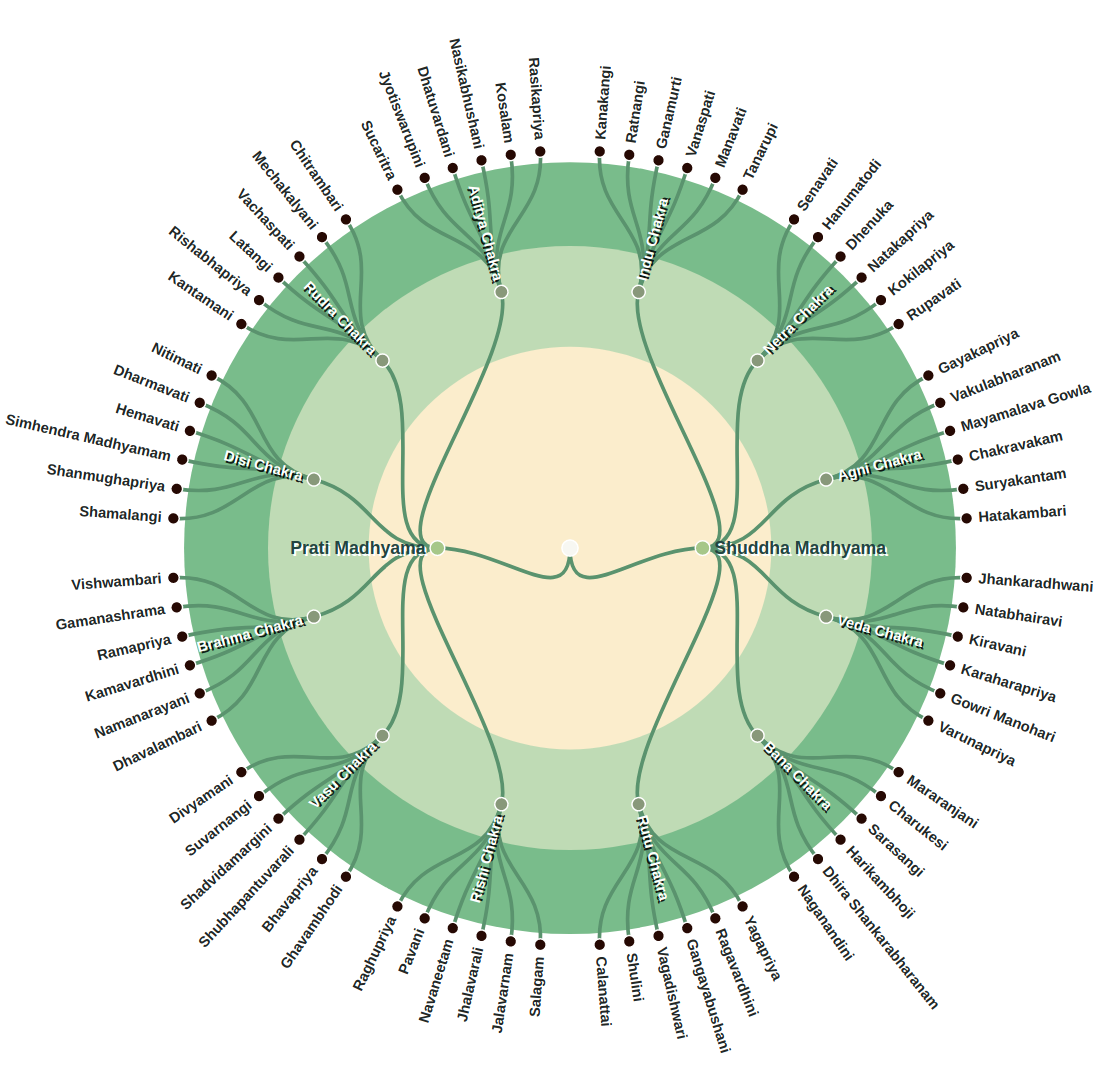 Shuddha Madhyama
Indu Chakra
Kanakangi
Ratnangi
Ganamurti
Vanaspati
Manavati
Tanarupi
Netra Chakra
Senavati
Hanumatodi
Dhenuka
Natakapriya
Kokilapriya
Rupavati
Agni Chakra
Gayakapriya
Vakulabharanam
Mayamalava Gowla
Chakravakam
Suryakantam
Hatakambari
Veda Chakra
Jhankaradhwani
Natabhairavi
Kiravani
Karaharapriya
Gowri Manohari
Varunapriya
Bana Chakra
Mararanjani
Charukesi
Sarasangi
Harikambhoji
Dhira Shankarabharanam
Naganandini
Rutu Chakra
Yagapriya
Ragavardhini
Gangayabushani
Vagadishwari
Shulini
Calanattai
Prati Madhyama
Rishi Chakra
Salagam
Jalavarnam
Jhalavarali
Navaneetam
Pavani
Raghupriya
Vasu Chakra
Ghavambhodi
Bhavapriya
Shubhapantuvarali
Shadvidamargini
Suvarnangi
Divyamani
Brahma Chakra
Dhavalambari
Namanarayani
Kamavardhini
Ramapriya
Gamanashrama
Vishwambari
Disi Chakra
Shamalangi
Shanmughapriya
Simhendra Madhyamam
Hemavati
Dharmavati
Nitimati
Rudra Chakra
Kantamani
Rishabhapriya
Latangi
Vachaspati
Mechakalyani
Chitrambari
Aditya Chakra
Sucaritra
Jyotiswarupini
Dhatuvardani
Nasikabhushani
Kosalam
Rasikapriya